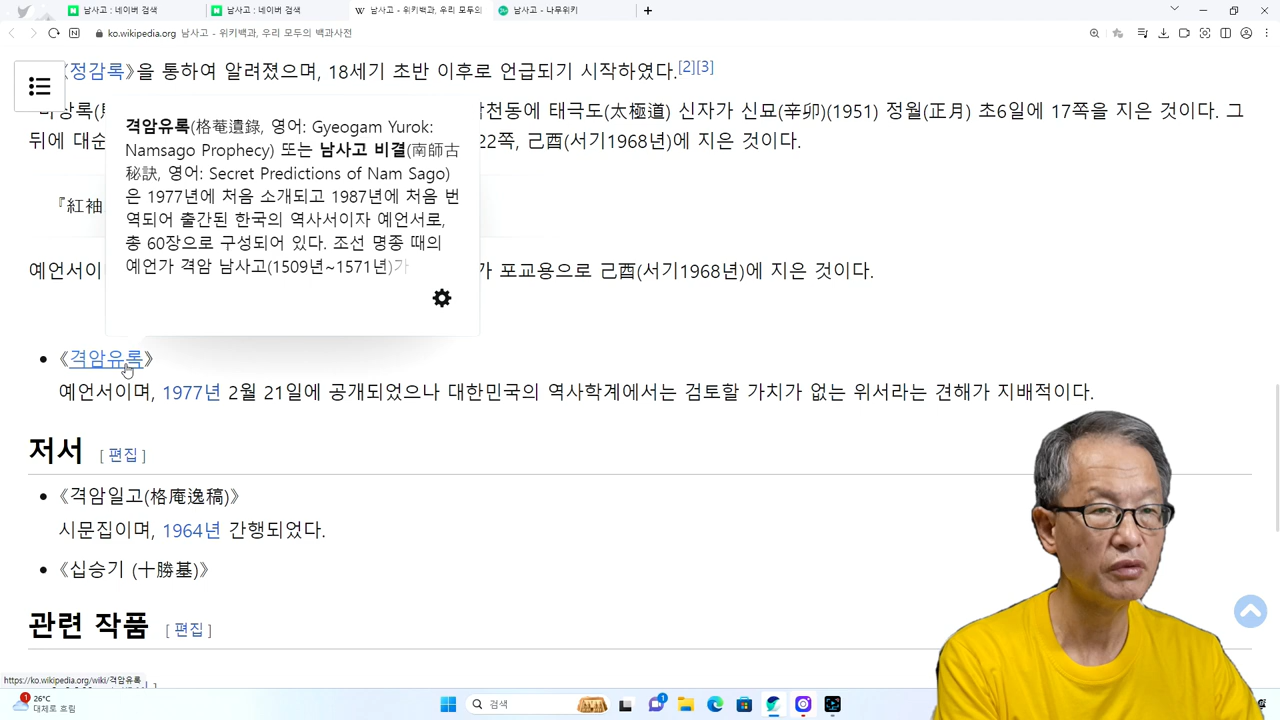 남사고 : 네이버 검색
남사고 : 네이버 검색
남사고 - 위키백과, 우리 모두의
남사고 - 나무위키
ko.wikipedia.org 남사고 - 위키백과, 우리 모두의 백과사전
《정감록》을 통하여 알려졌으며, 18세기 초반 이후로 언급되기 시작하였다.[2][3]
천동에 태극도(太極道) 신자가 신묘(辛卯)(1951) 정월(正月) 초6일에 17쪽을 지은 것이다. 그
뒤에 대순
22쪽, 己酉(서기1968년)에 지은 것이다.
『紅袖
예언서이
가 포교용으로 己酉(서기1968년)에 지은 것이다.
격암유록(格菴遺錄, 영어: Gyeogam Yurok:
Namsago Prophecy) 또는 남사고 비결(南師古
秘訣, 영어: Secret Predictions of Nam Sago)
은 1977년에 처음 소개되고 1987년에 처음 번
역되어 출간된 한국의 역사서이자 예언서로,
총 60장으로 구성되어 있다. 조선 명종 때의
예언가 격암 남사고(1509년~1571년)가
• 《격암유록》
예언서이며, 1977년 2월 21일에 공개되었으나 대한민국의 역사학계에서는 검토할 가치가 없는 위서라는 견해가 지배적이다.
저서 [ 편집 ]
• 《격암일고(格庵逸稿)》
시문집이며, 1964년 간행되었다.
• 《십승기 (十勝基)》
관련 작품 [ 편집 ]
https://ko.wikipedia.org/wiki/격암유록
1
26°C
대체로 흐림
검색
1